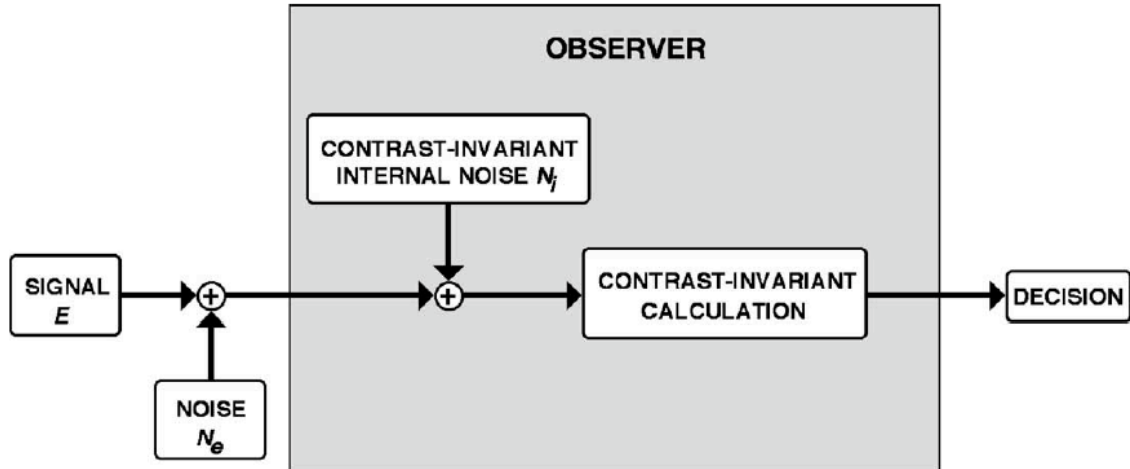 OBSERVER
CONTRAST-INVARIANT
INTERNAL NOISE Ni
SIGNAL
E
+
+
CONTRAST-INVARIANT
CALCULATION
DECISION
NOISE
Ne